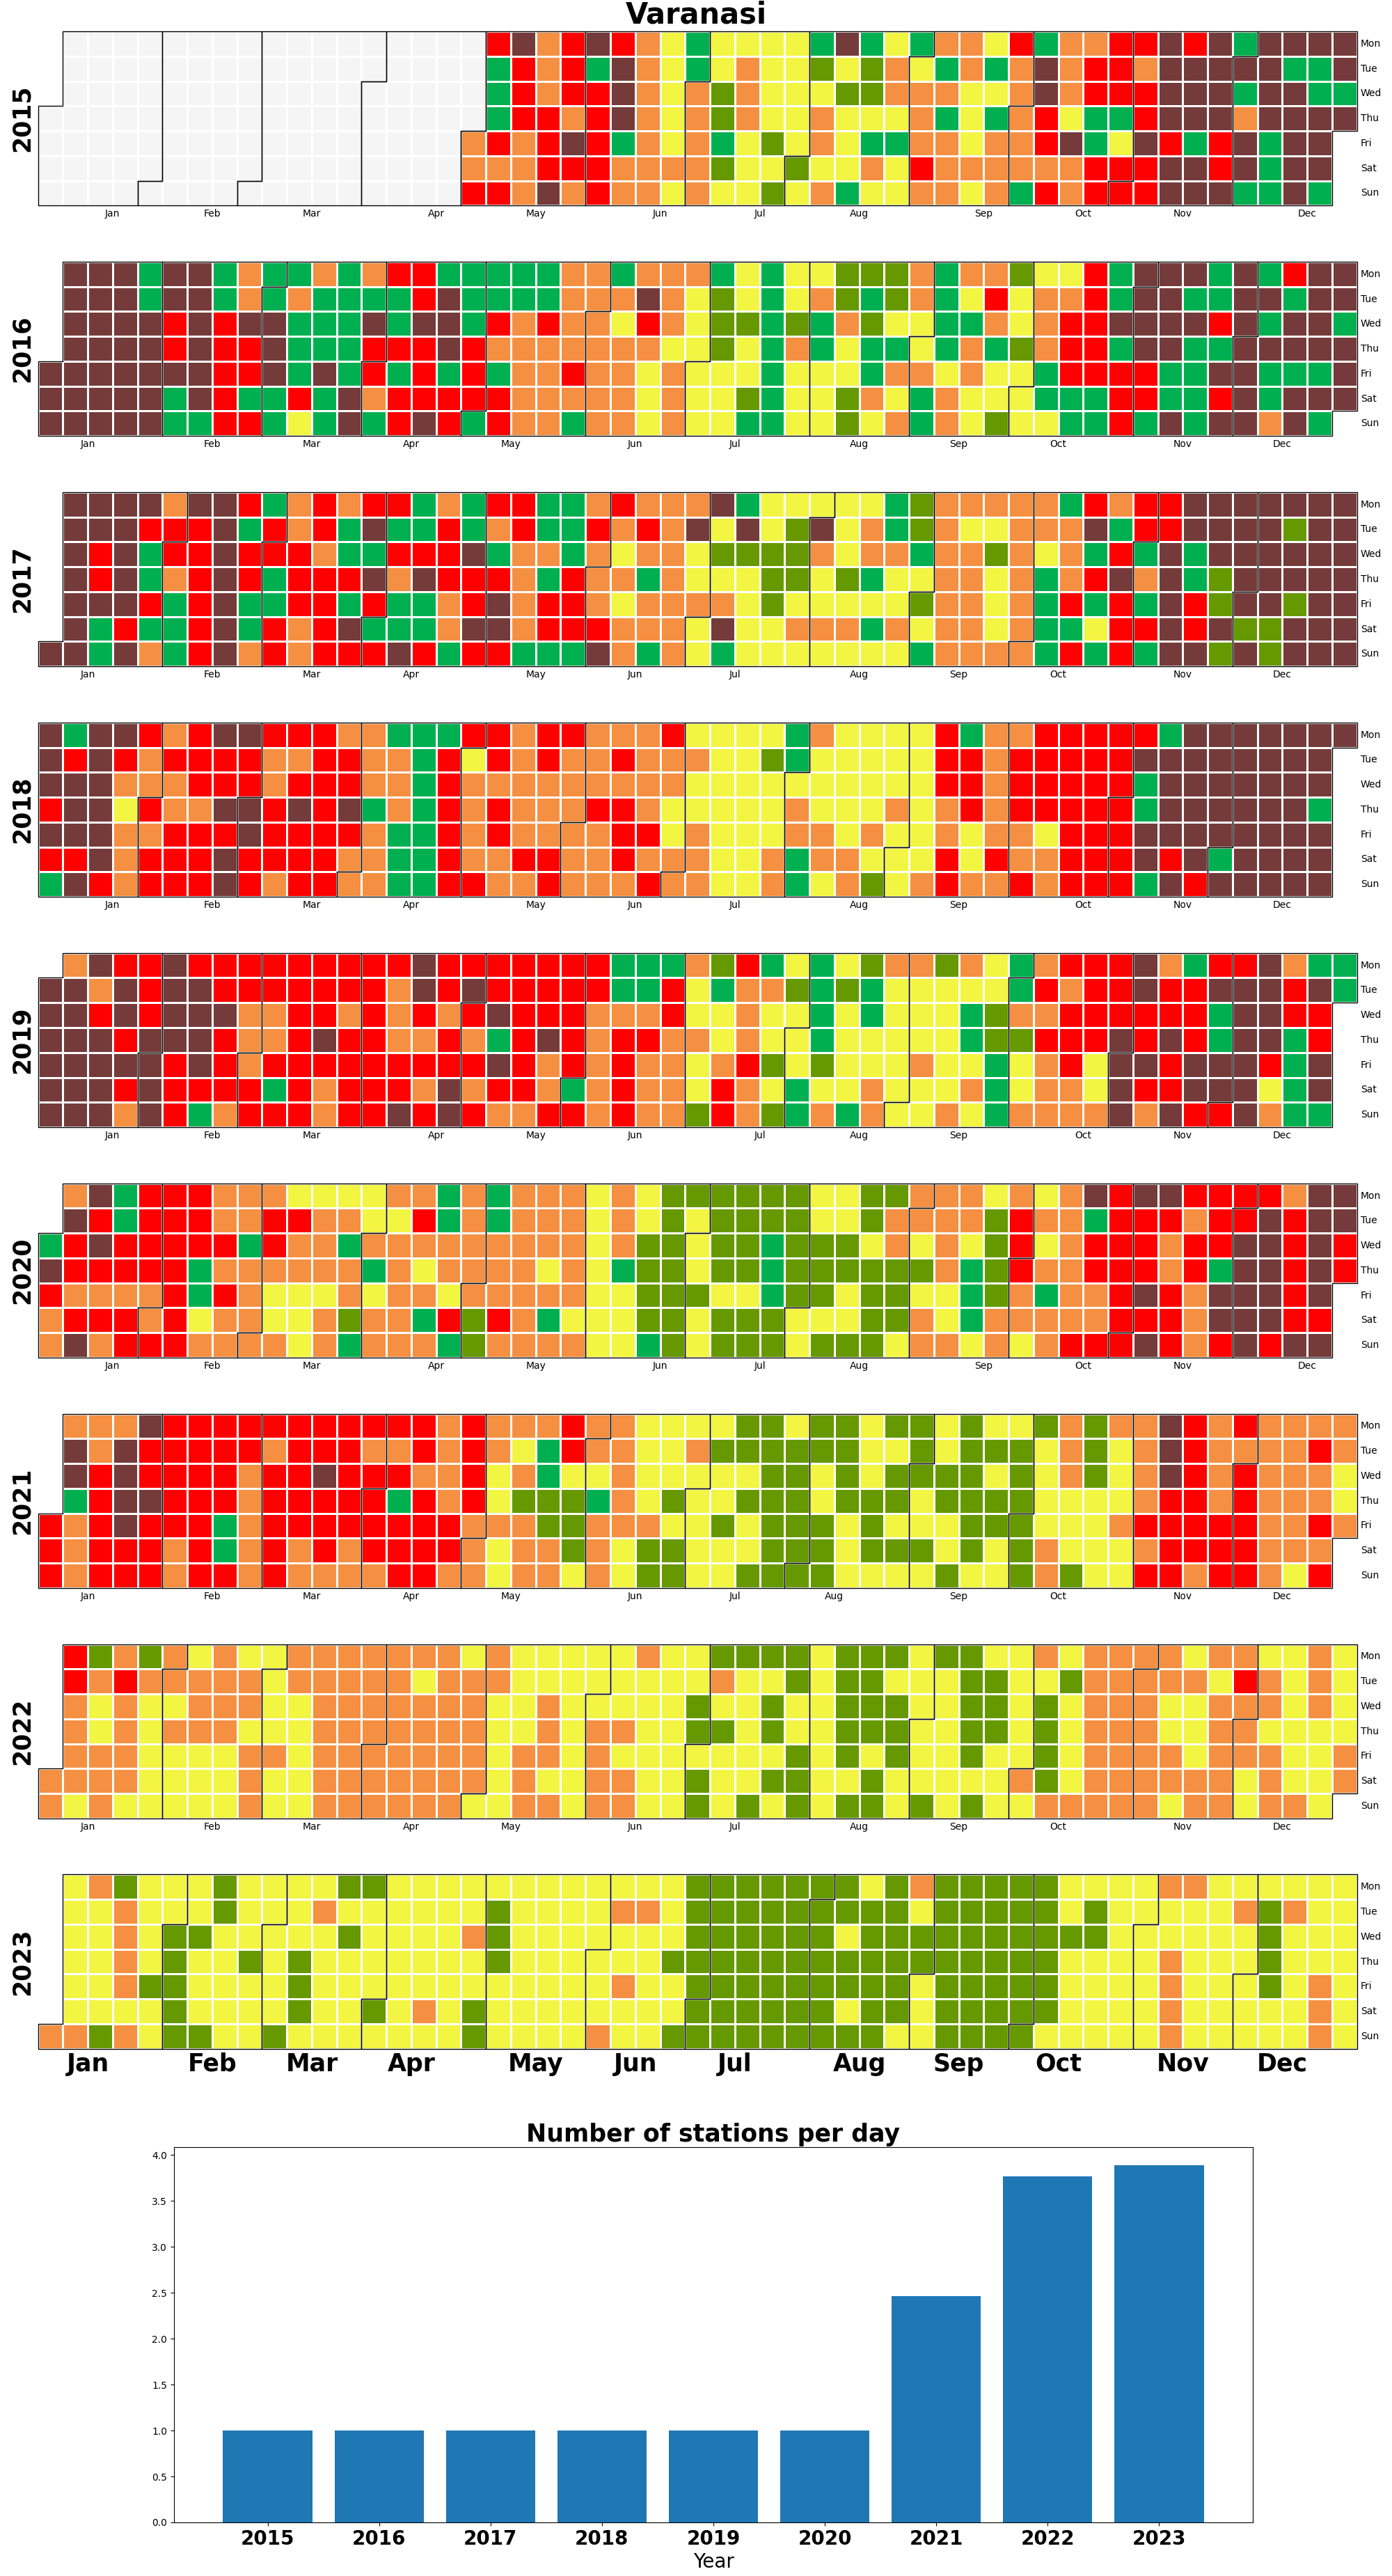 Varanasi
2015
Mon
Tue
Wed
Thu
Fri
Sat
Sun
Jan Feb Mar Apr May Jun Jul Aug Sep Oct Nov Dec
2016
Mon
Tue
Wed
Thu
Fri
Sat
Sun
Jan Feb Mar Apr May Jun Jul Aug Sep Oct Nov Dec
2017
Mon
Tue
Wed
Thu
Fri
Sat
Sun
Jan Feb Mar Apr May Jun Jul Aug Sep Oct Nov Dec
2018
Mon
Tue
Wed
Thu
Fri
Sat
Sun
Jan Feb Mar Apr May Jun Jul Aug Sep Oct Nov Dec
2019
Mon
Tue
Wed
Thu
Fri
Sat
Sun
Jan Feb Mar Apr May Jun Jul Aug Sep Oct Nov Dec
2020
Mon
Tue
Wed
Thu
Fri
Sat
Sun
Jan Feb Mar Apr May Jun Jul Aug Sep Oct Nov Dec
2021
Mon
Tue
Wed
Thu
Fri
Sat
Sun
Jan Feb Mar Apr May Jun Jul Aug Sep Oct Nov Dec
2022
Mon
Tue
Wed
Thu
Fri
Sat
Sun
Jan Feb Mar Apr May Jun Jul Aug Sep Oct Nov Dec
2023
Mon
Tue
Wed
Thu
Fri
Sat
Sun
Jan Feb Mar Apr May Jun Jul Aug Sep Oct Nov Dec
Number of stations per day
4.0
3.5
3.0
2.5
2.0
1.5
1.0
0.5
0.0
2015 2016 2017 2018 2019 2020 2021 2022 2023
Year